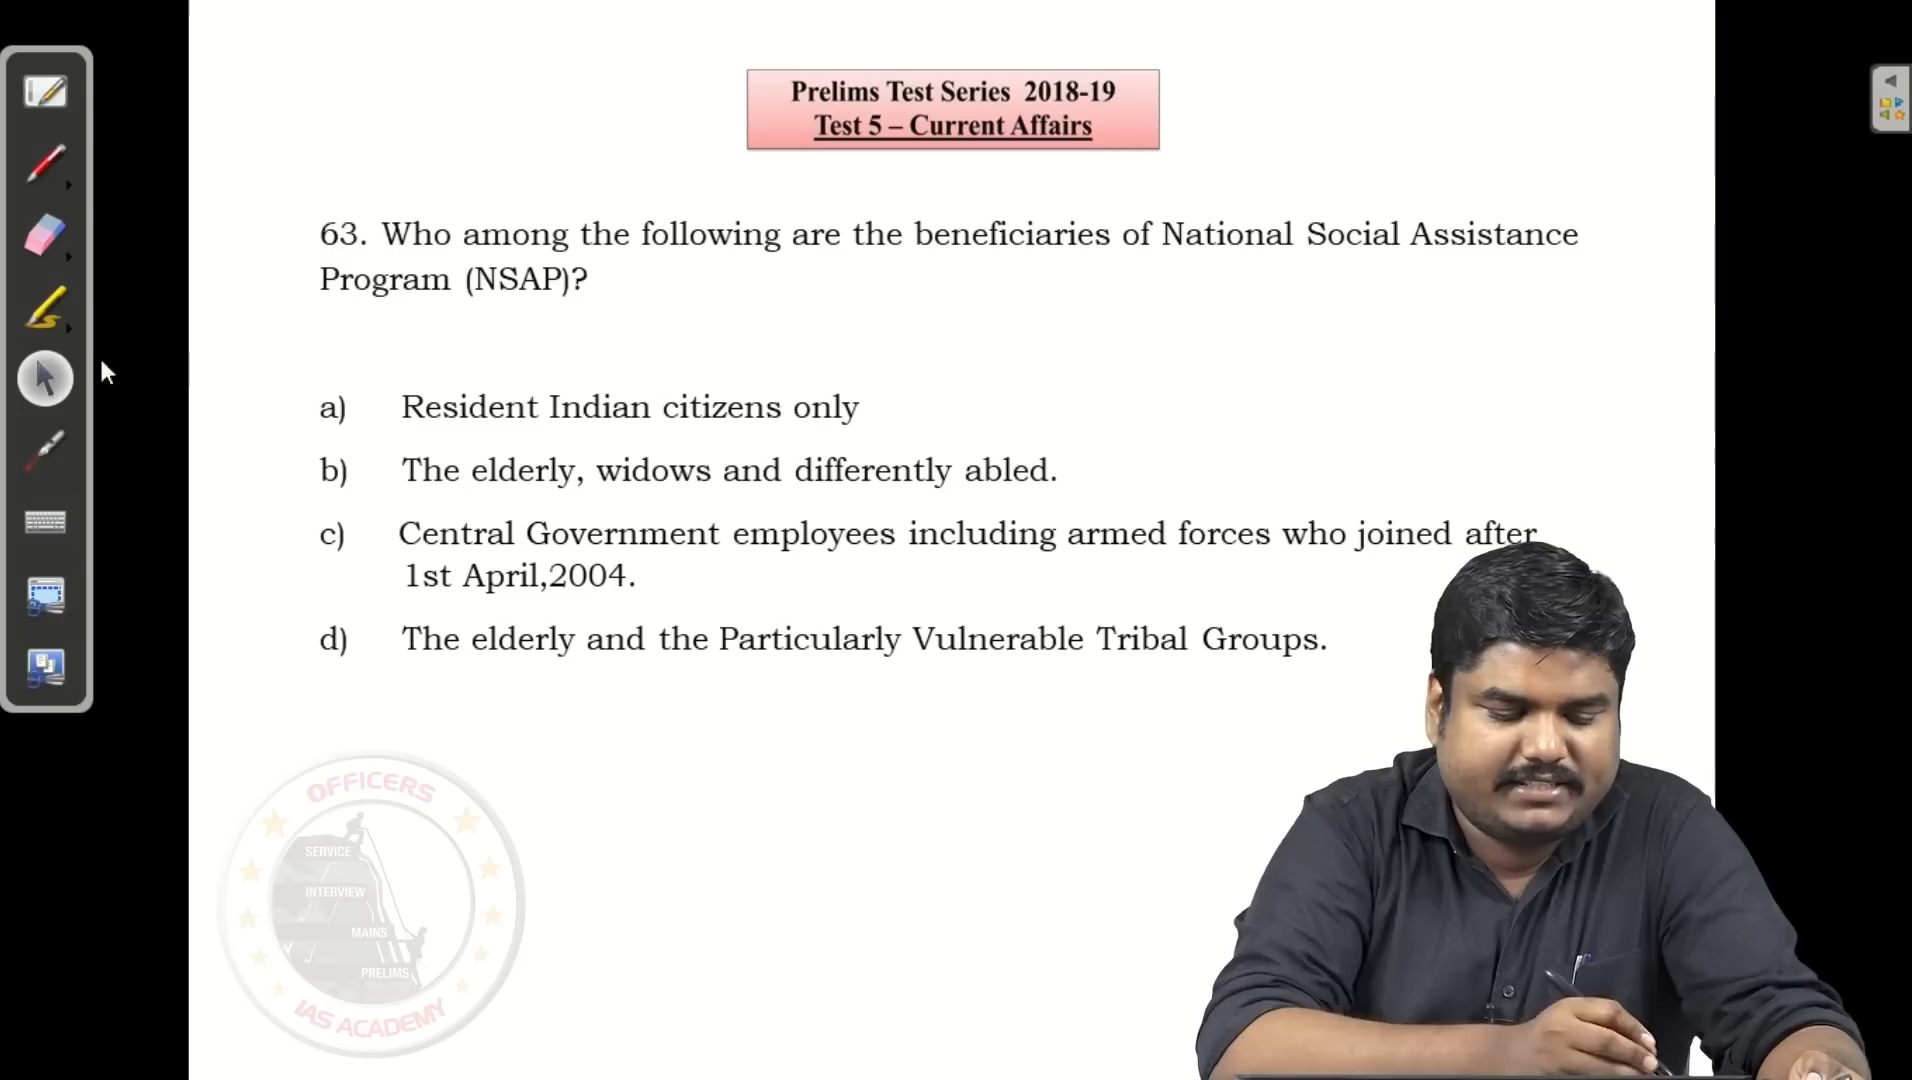 Prelims Test Series 2018-19
Test 5 – Current Affairs
63. Who among the following are the beneficiaries of National Social Assistance
Program (NSAP)?
a) Resident Indian citizens only
b) The elderly, widows and differently abled.
c) Central Government employees including armed forces who joined after
1st April,2004.
d) The elderly and the Particularly Vulnerable Tribal Groups.
OFFICERS
SERVICE
INTERVIEW
MAINS
PRELIMS
IAS ACADEMY